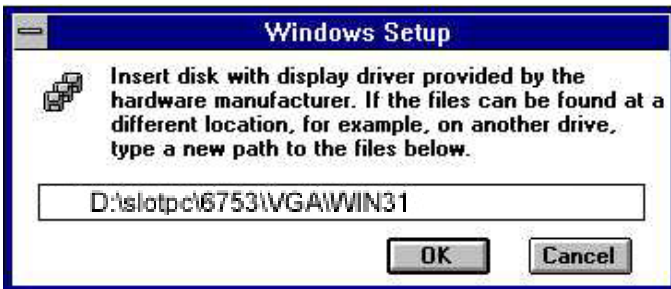 Windows Setup
Insert disk with display driver provided by the
hardware manufacturer. If the files can be found at a
different location, for example, on another drive,
type a new path to the files below.
D:\slotpc\6753\VGA\WIN31
OK
Cancel